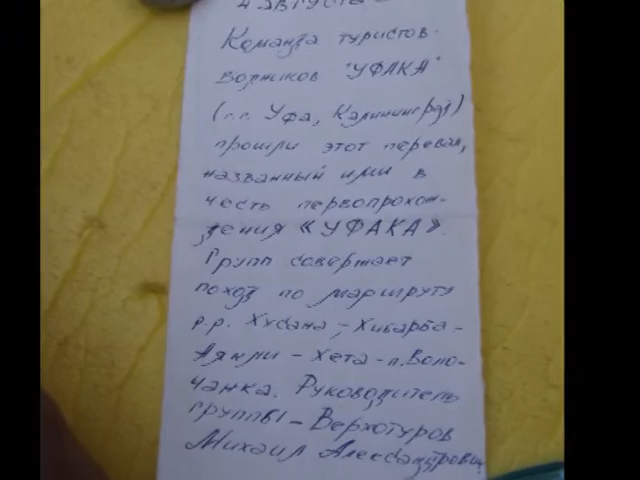 4 августа
Команда туристов-
водников "УФАКА"
(г.г. Уфа, Калининград)
прошли этот перевал,
названный ими в
честь первопрохож-
дения «УФАКА».
Групп совершает
поход по маршруту
р.р. Хусана – Хибарба –
Аянли – Хета – п. Воло-
чанка. Руководитель
группы – Верхотуров
Михаил Александрович